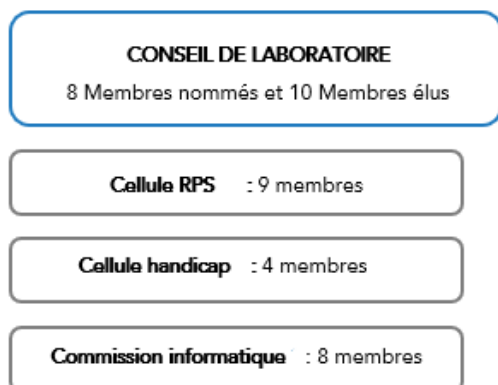 CONSEIL DE LABORATOIRE
8 Membres nommés et 10 Membres élus
Cellule RPS : 9 membres
Cellule handicap : 4 membres
Commission informatique : 8 membres